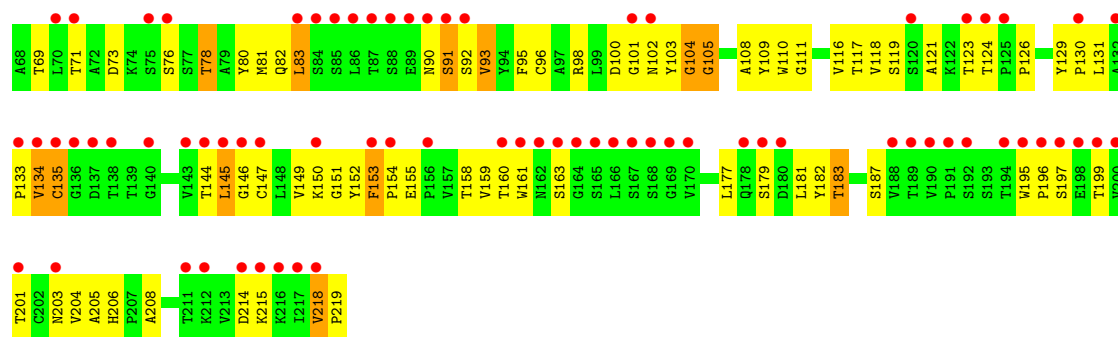 A68 T69 L70 T71 A72 D73 K74 S75 S76 S77 T78 A79 Y80 M81 Q82 L83 S84 S85 L86 T87 S88 E89 N90 S91 S92 V93 Y94 F95 C96 A97 R98 L99 D100 G101 N102 Y103 G104 G105 A108 Y109 W110 G111 V116 T117 V118 S119 S120 A121 K122 T123 T124 P125 P126 Y129 P130 L131 A132
P133 V134 C135 G136 D137 T138 T139 G140 V143 T144 L145 G146 C147 L148 V149 K150 G151 Y152 F153 P154 E155 P156 V157 T158 V159 T160 W161 N162 S163 G164 S165 L166 S167 S168 G169 V170 L177 Q178 S179 D180 L181 Y182 T183 S187 V188 T189 V190 P191 S192 S193 T194 W195 P196 S197 E198 T199 V200
T201 C202 N203 V204 A205 H206 P207 A208 T211 K212 V213 D214 K215 K216 I217 V218 P219